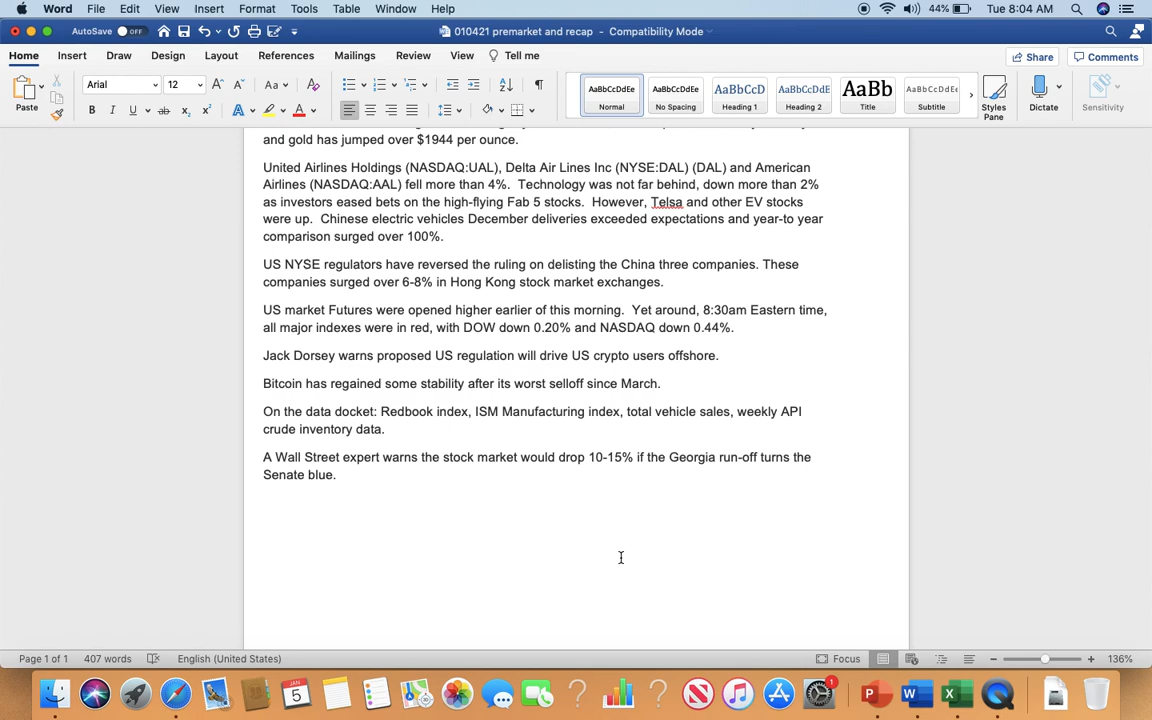 Word File Edit View Insert Format Tools Table Window Help 44% Tue 8:04 AM
AutoSave OFF 010421 premarket and recap - Compatibility Mode
Home Insert Draw Design Layout References Mailings Review View Tell me Share Comments
Paste Arial 12 Aa AaBbCcDdEe AaBbCcDdEe AaBbCcD AaBbCcDdE AaBb AaBbCcDdEe Styles Pane Dictate Sensitivity
Normal No Spacing Heading 1 Heading 2 Title Subtitle
and gold has jumped over $1944 per ounce.
United Airlines Holdings (NASDAQ:UAL), Delta Air Lines Inc (NYSE:DAL) (DAL) and American
Airlines (NASDAQ:AAL) fell more than 4%. Technology was not far behind, down more than 2%
as investors eased bets on the high-flying Fab 5 stocks. However, Telsa and other EV stocks
were up. Chinese electric vehicles December deliveries exceeded expectations and year-to year
comparison surged over 100%.
US NYSE regulators have reversed the ruling on delisting the China three companies. These
companies surged over 6-8% in Hong Kong stock market exchanges.
US market Futures were opened higher earlier of this morning. Yet around, 8:30am Eastern time,
all major indexes were in red, with DOW down 0.20% and NASDAQ down 0.44%.
Jack Dorsey warns proposed US regulation will drive US crypto users offshore.
Bitcoin has regained some stability after its worst selloff since March.
On the data docket: Redbook index, ISM Manufacturing index, total vehicle sales, weekly API
crude inventory data.
A Wall Street expert warns the stock market would drop 10-15% if the Georgia run-off turns the
Senate blue.
Page 1 of 1 407 words English (United States) Focus 136%